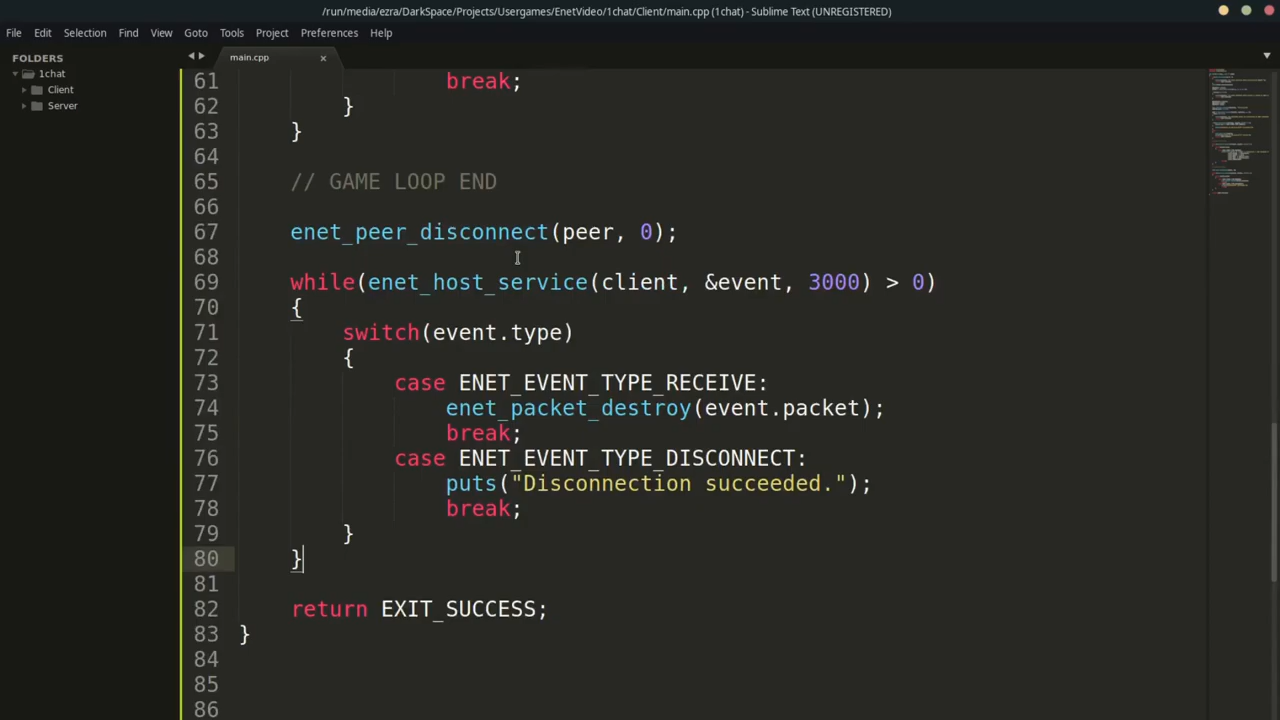 /run/media/ezra/DarkSpace/Projects/Usergames/EnetVideo/1chat/Client/main.cpp (1chat) - Sublime Text (UNREGISTERED)
File Edit Selection Find View Goto Tools Project Preferences Help
FOLDERS
1chat
Client
Server
main.cpp
61 break;
62 }
63 }
64
65 // GAME LOOP END
66
67 enet_peer_disconnect(peer, 0);
68
69 while(enet_host_service(client, &event, 3000) > 0)
70 {
71 switch(event.type)
72 {
73 case ENET_EVENT_TYPE_RECEIVE:
74 enet_packet_destroy(event.packet);
75 break;
76 case ENET_EVENT_TYPE_DISCONNECT:
77 puts("Disconnection succeeded.");
78 break;
79 }
80 }
81
82 return EXIT_SUCCESS;
83 }
84
85
86